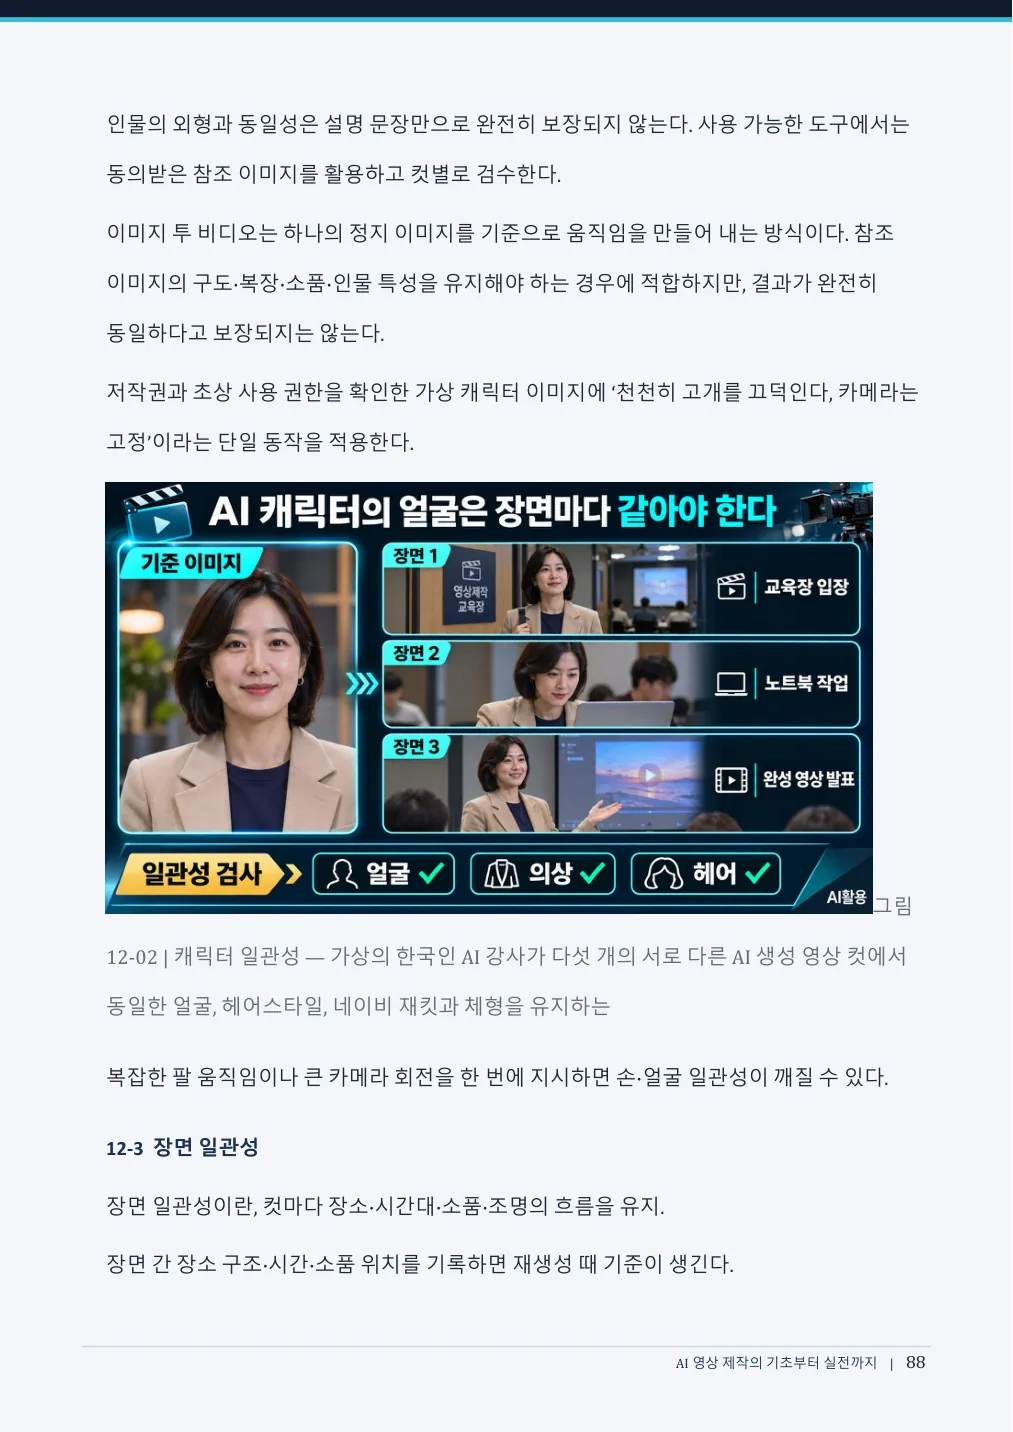 인물의 외형과 동일성은 설명 문장만으로 완전히 보장되지 않는다. 사용 가능한 도구에서는
동의받은 참조 이미지를 활용하고 컷별로 검수한다.
이미지 투 비디오는 하나의 정지 이미지를 기준으로 움직임을 만들어 내는 방식이다. 참조
이미지의 구도·복장·소품·인물 특성을 유지해야 하는 경우에 적합하지만, 결과가 완전히
동일하다고 보장되지는 않는다.
저작권과 초상 사용 권한을 확인한 가상 캐릭터 이미지에 ‘천천히 고개를 끄덕인다, 카메라는
고정’이라는 단일 동작을 적용한다.
AI 캐릭터의 얼굴은 장면마다 같아야 한다
기준 이미지
장면 1
영상제작
교육장
교육장 입장
장면 2
노트북 작업
장면 3
완성 영상 발표
일관성 검사
얼굴
의상
헤어
AI활용
그림
12-02 | 캐릭터 일관성 — 가상의 한국인 AI 강사가 다섯 개의 서로 다른 AI 생성 영상 컷에서
동일한 얼굴, 헤어스타일, 네이비 재킷과 체형을 유지하는
복잡한 팔 움직임이나 큰 카메라 회전을 한 번에 지시하면 손·얼굴 일관성이 깨질 수 있다.
12-3 장면 일관성
장면 일관성이란, 컷마다 장소·시간대·소품·조명의 흐름을 유지.
장면 간 장소 구조·시간·소품 위치를 기록하면 재생성 때 기준이 생긴다.
AI 영상 제작의 기초부터 실전까지 | 88